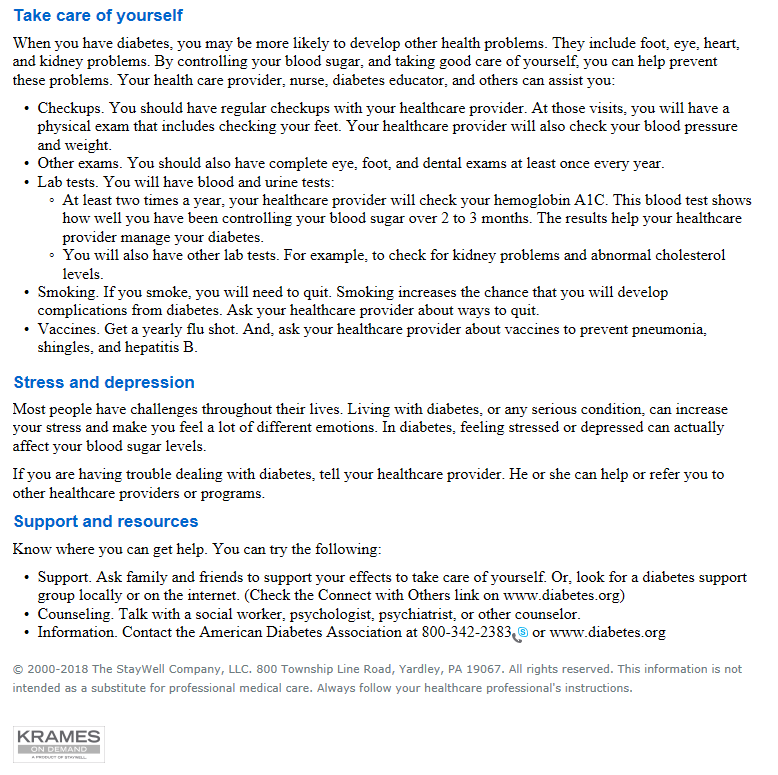 Take care of yourself
When you have diabetes, you may be more likely to develop other health problems. They include foot, eye, heart,
and kidney problems. By controlling your blood sugar, and taking good care of yourself, you can help prevent
these problems. Your health care provider, nurse, diabetes educator, and others can assist you:
• Checkups. You should have regular checkups with your healthcare provider. At those visits, you will have a
physical exam that includes checking your feet. Your healthcare provider will also check your blood pressure
and weight.
• Other exams. You should also have complete eye, foot, and dental exams at least once every year.
• Lab tests. You will have blood and urine tests:
◦ At least two times a year, your healthcare provider will check your hemoglobin A1C. This blood test shows
how well you have been controlling your blood sugar over 2 to 3 months. The results help your healthcare
provider manage your diabetes.
◦ You will also have other lab tests. For example, to check for kidney problems and abnormal cholesterol
levels.
• Smoking. If you smoke, you will need to quit. Smoking increases the chance that you will develop
complications from diabetes. Ask your healthcare provider about ways to quit.
• Vaccines. Get a yearly flu shot. And, ask your healthcare provider about vaccines to prevent pneumonia,
shingles, and hepatitis B.
Stress and depression
Most people have challenges throughout their lives. Living with diabetes, or any serious condition, can increase
your stress and make you feel a lot of different emotions. In diabetes, feeling stressed or depressed can actually
affect your blood sugar levels.
If you are having trouble dealing with diabetes, tell your healthcare provider. He or she can help or refer you to
other healthcare providers or programs.
Support and resources
Know where you can get help. You can try the following:
• Support. Ask family and friends to support your effects to take care of yourself. Or, look for a diabetes support
group locally or on the internet. (Check the Connect with Others link on www.diabetes.org)
• Counseling. Talk with a social worker, psychologist, psychiatrist, or other counselor.
• Information. Contact the American Diabetes Association at 800-342-2383 or www.diabetes.org
© 2000-2018 The StayWell Company, LLC. 800 Township Line Road, Yardley, PA 19067. All rights reserved. This information is not
intended as a substitute for professional medical care. Always follow your healthcare professional's instructions.
KRAMES
ON DEMAND
A PRODUCT OF STAYWELL